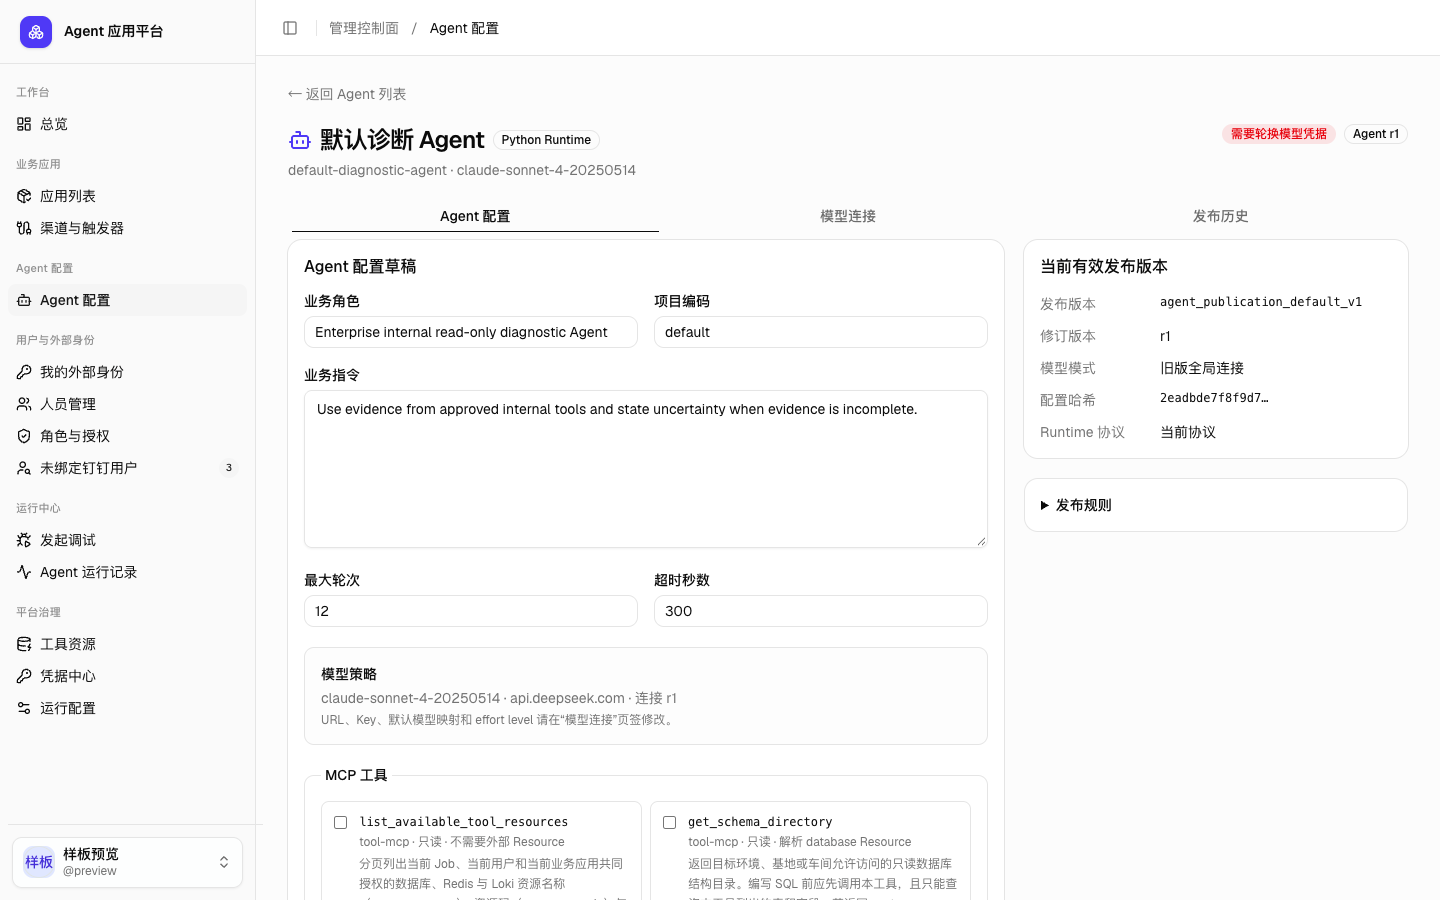 Agent 应用平台
工作台
总览
业务应用
应用列表
渠道与触发器
Agent 配置
Agent 配置
用户与外部身份
我的外部身份
人员管理
角色与授权
未绑定钉钉用户 3
运行中心
发起调试
Agent 运行记录
平台治理
工具资源
凭据中心
运行配置
样板
样板预览
@preview
管理控制面 / Agent 配置
← 返回 Agent 列表
默认诊断 Agent Python Runtime
需要轮换模型凭据 Agent r1
default-diagnostic-agent · claude-sonnet-4-20250514
Agent 配置 模型连接 发布历史
Agent 配置草稿
业务角色 项目编码
Enterprise internal read-only diagnostic Agent default
业务指令
Use evidence from approved internal tools and state uncertainty when evidence is incomplete.
最大轮次 超时秒数
12 300
模型策略
claude-sonnet-4-20250514 · api.deepseek.com · 连接 r1
URL、Key、默认模型映射和 effort level 请在“模型连接”页签修改。
MCP 工具
list_available_tool_resources
tool-mcp · 只读 · 不需要外部 Resource
分页列出当前 Job、当前用户和当前业务应用共同
授权的数据库、Redis 与 Loki 资源名称
get_schema_directory
tool-mcp · 只读 · 解析 database Resource
返回目标环境、基地或车间允许访问的只读数据库
结构目录。编写 SQL 前应先调用本工具，且只能查
当前有效发布版本
发布版本 agent_publication_default_v1
修订版本 r1
模型模式 旧版全局连接
配置哈希 2eadbde7f8f9d7…
Runtime 协议 当前协议
发布规则